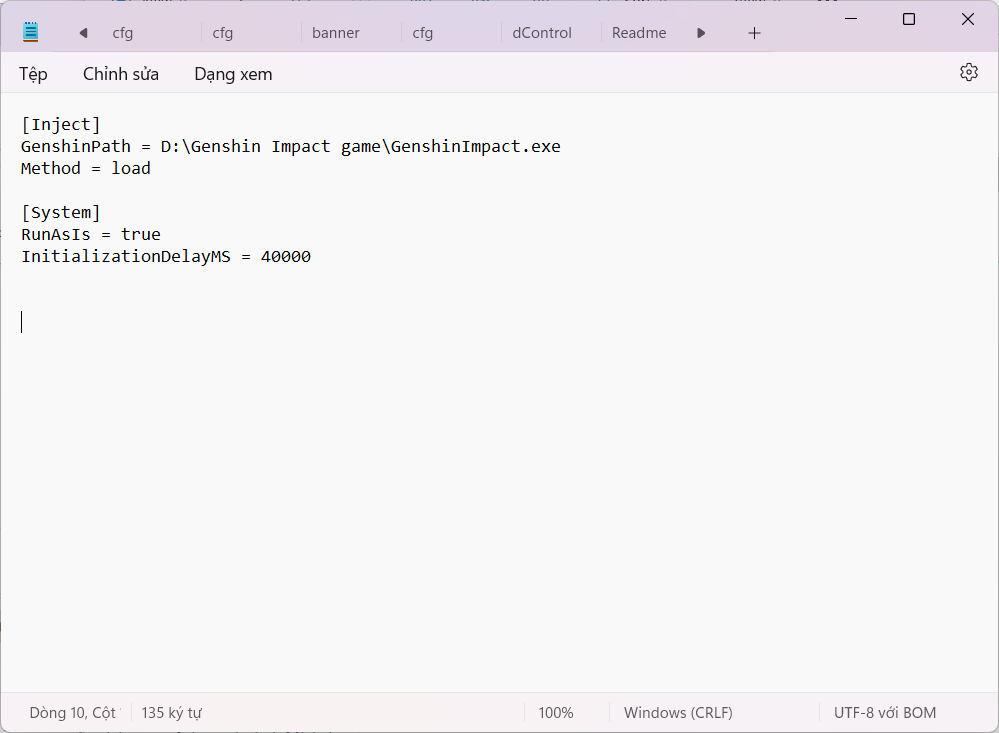 cfg
cfg
banner
cfg
dControl
Readme
Tệp
Chỉnh sửa
Dạng xem
[Inject]
GenshinPath = D:\Genshin Impact game\GenshinImpact.exe
Method = load
[System]
RunAsIs = true
InitializationDelayMS = 40000
Dòng 10, Cột
135 ký tự
100%
Windows (CRLF)
UTF-8 với BOM